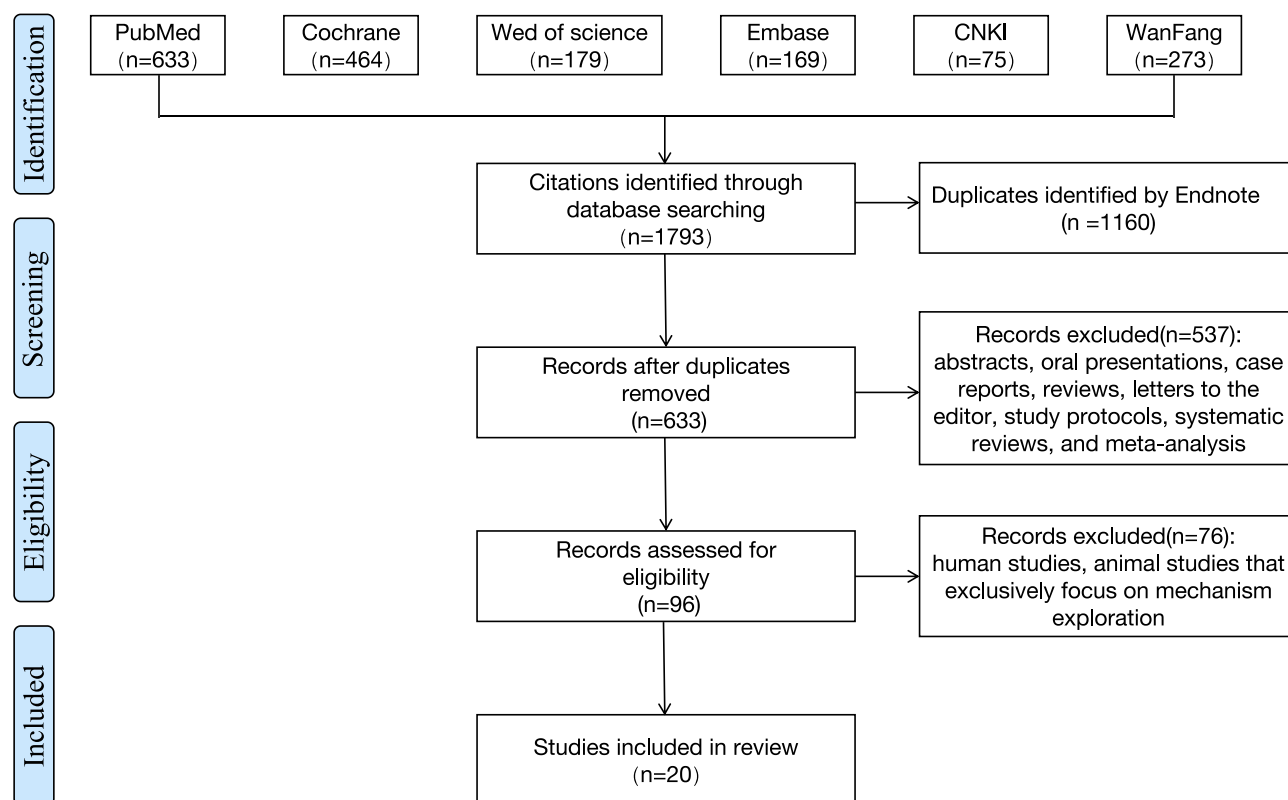 PubMed
（n=633）
Cochrane
（n=464）
Wed of science
（n=179）
Embase
（n=169）
CNKI
（n=75）
WanFang
（n=273）
Identification
Citations identified through
database searching
（n=1793）
Duplicates identified by Endnote
(n =1160)
Screening
Records after duplicates
removed
(n=633)
Records excluded(n=537):
abstracts, oral presentations, case
reports, reviews, letters to the
editor, study protocols, systematic
reviews, and meta-analysis
Eligibility
Records assessed for
eligibility
(n=96)
Records excluded(n=76):
human studies, animal studies that
exclusively focus on mechanism
exploration
Included
Studies included in review
（n=20）